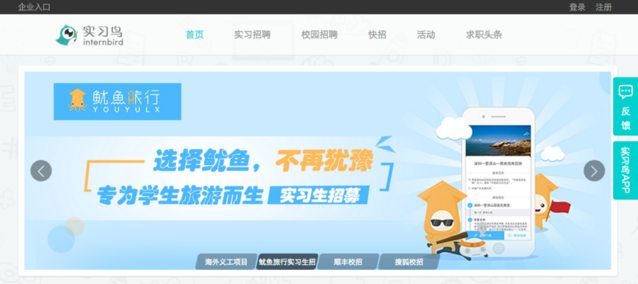 企业入口
登录 注册
实习鸟
internbird
首页 实习招聘 校园招聘 快招 活动 求职头条
鱿鱼旅行
YOUYULX
选择鱿鱼，不再犹豫
专为学生旅游而生 实习生招募
海外义工项目 鱿鱼旅行实习生招 顺丰校招 搜狐校招
反馈
实习鸟APP